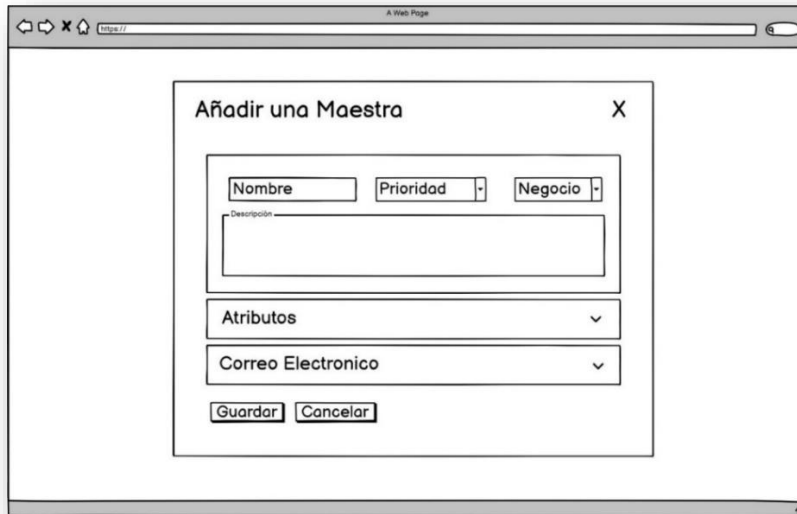 A Web Page
https://
Añadir una Maestra X
Nombre Prioridad Negocio
Descripción
Atributos
Correo Electronico
Guardar Cancelar